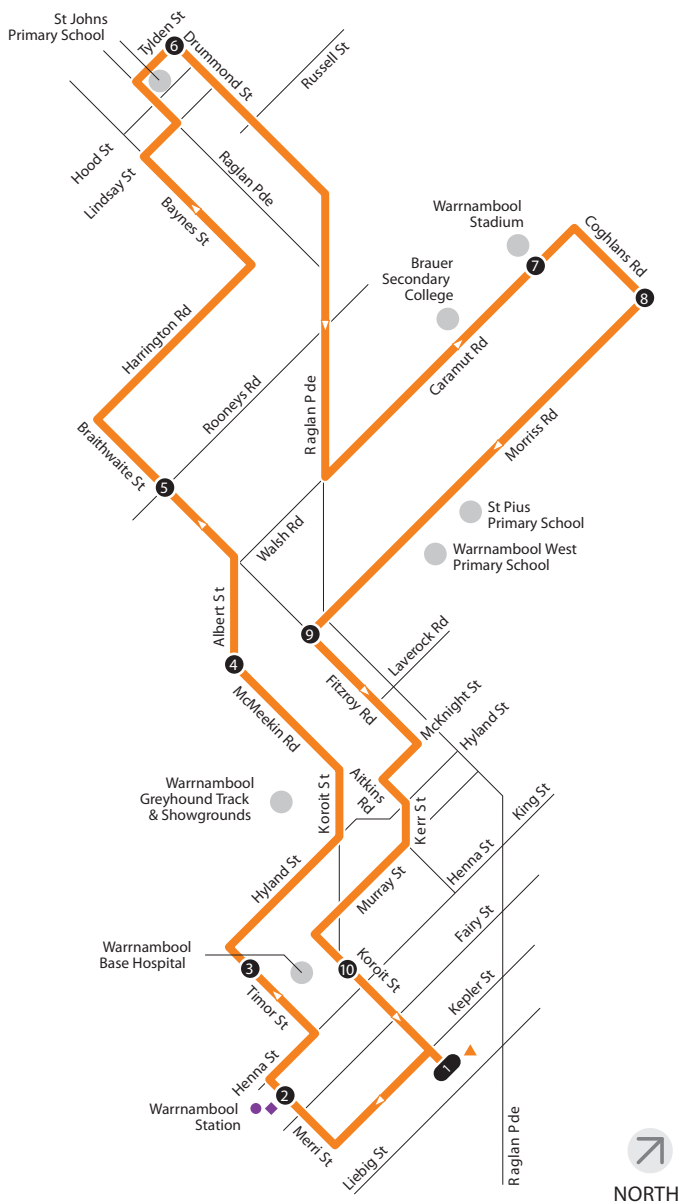 St Johns
Primary School
Tylden St
6
Drummond St
Russell St
Hood St
Lindsay St
Raglan Pde
Baynes St
Warrnambool
Stadium
Coghlans Rd
7
8
Brauer
Secondary
College
Harrington Rd
Rooneys Rd
Raglan Pde
Caramut Rd
Morriss Rd
Braithwaite St
5
Walsh Rd
St Pius
Primary School
Warrnambool West
Primary School
Albert St
9
4
Laverock Rd
Fitzroy Rd
McKnight St
McMeekin Rd
Hyland St
Warrnambool
Greyhound Track
& Showgrounds
Koroit St
Aitkins
Rd
Kerr St
King St
Henna St
Hyland St
Murray St
Fairy St
Warrnambool
Base Hospital
3
10
Koroit St
Kepler St
Timor St
1
Henna St
2
Warrnambool
Station
Merri St
Liebig St
Raglan Pde
NORTH